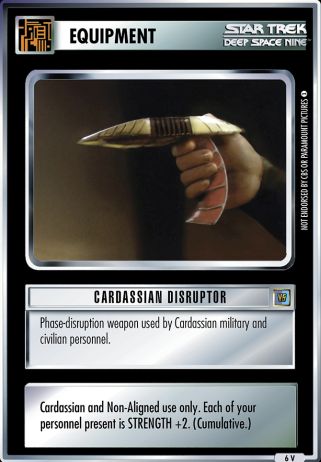 EQUIPMENT
STAR TREK
DEEP SPACE NINE™
NOT ENDORSED BY CBS OR PARAMOUNT PICTURES
CARDASSIAN DISRUPTOR
Phase-disruption weapon used by Cardassian military and
civilian personnel.
Cardassian and Non-Aligned use only. Each of your
personnel present is STRENGTH +2. (Cumulative.)
6 V